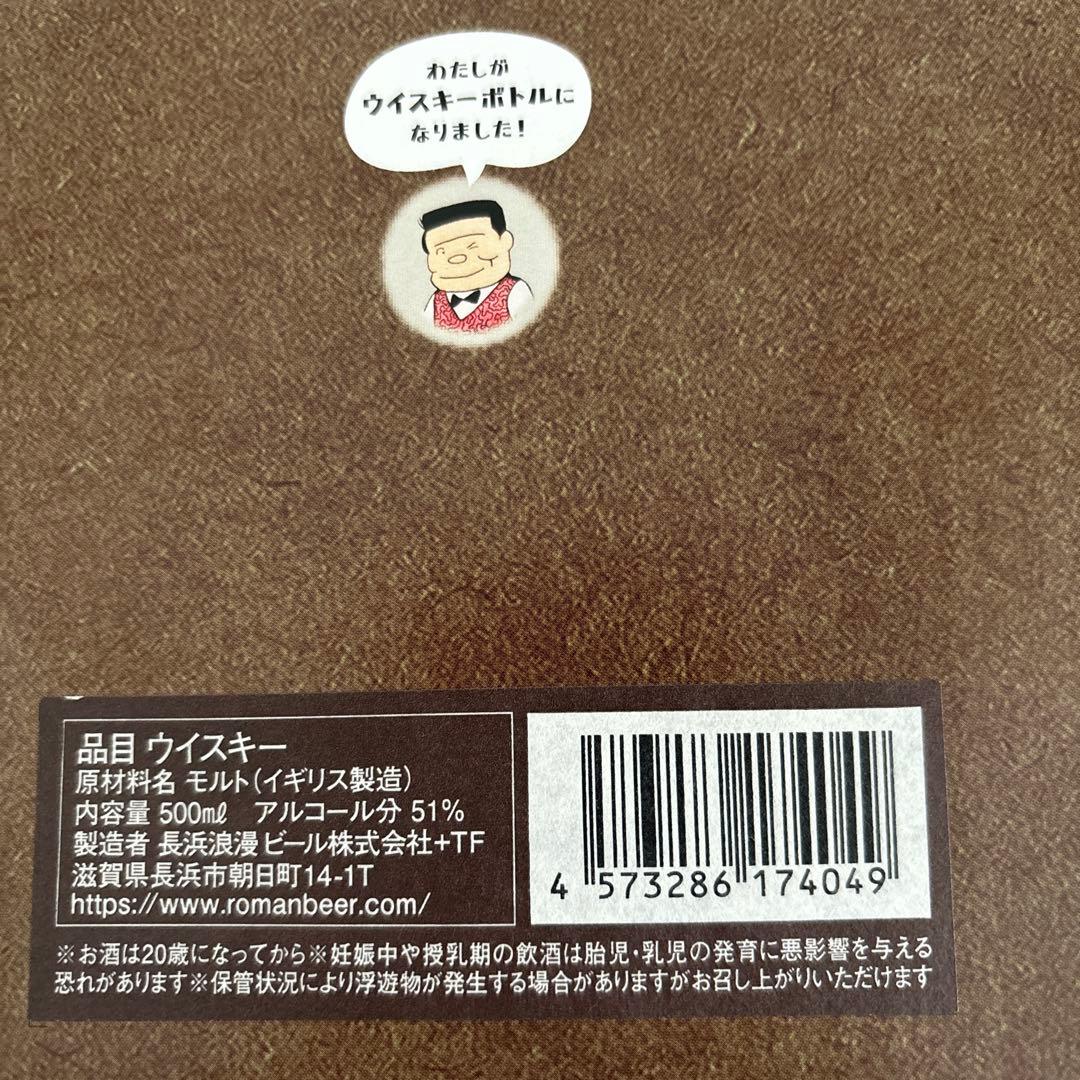 わたしが
ウイスキーボトルに
なりました!
品目 ウイスキー
原材料名 モルト(イギリス製造)
内容量 500㎖ アルコール分 51%
製造者 長浜浪漫ビール株式会社+TF
滋賀県長浜市朝日町14-1T
https://www.romanbeer.com/
4 573286 174049
※お酒は20歳になってから※妊娠中や授乳期の飲酒は胎児・乳児の発育に悪影響を与える
恐れがあります※保管状況により浮遊物が発生する場合がありますがお召し上がりいただけます